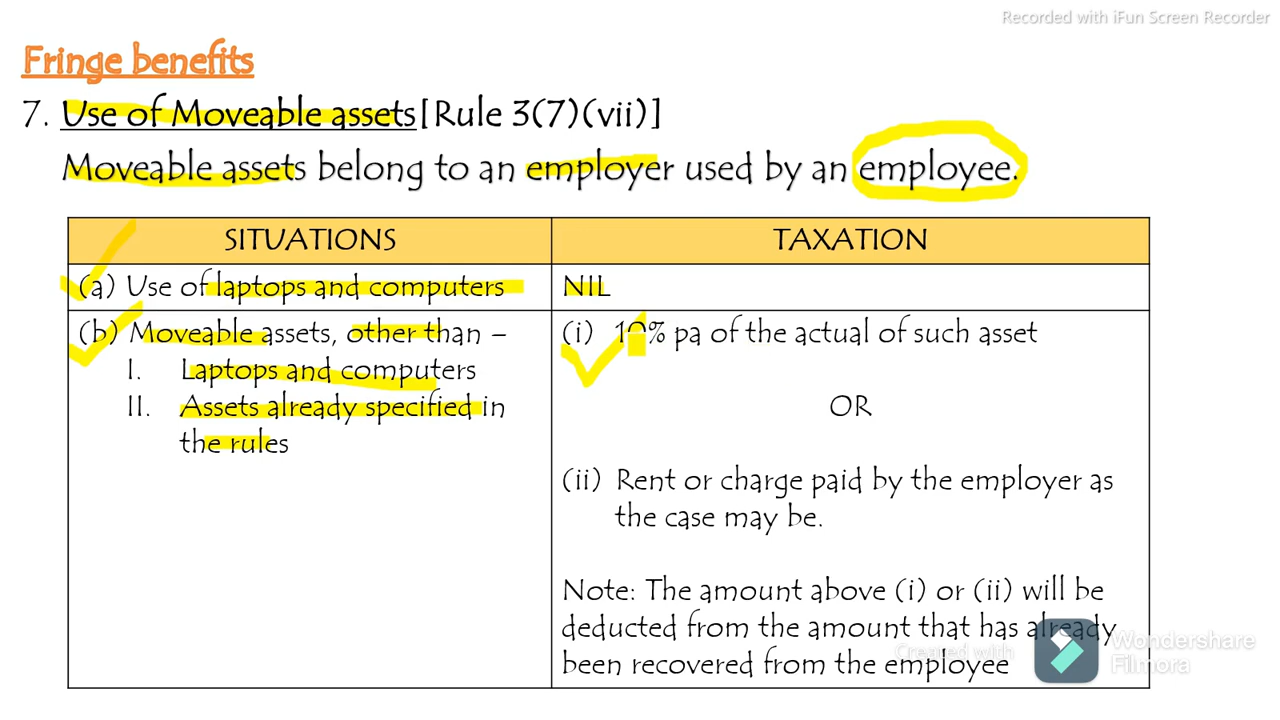 Recorded with iFun Screen Recorder
Fringe benefits
7. Use of Moveable assets[Rule 3(7)(vii)]
Moveable assets belong to an employer used by an employee.
SITUATIONS
TAXATION
(a) Use of laptops and computers
NIL
(b) Moveable assets, other than –
I. Laptops and computers
II. Assets already specified in
the rules
(i) 10% pa of the actual of such asset
OR
(ii) Rent or charge paid by the employer as
the case may be.
Note: The amount above (i) or (ii) will be
deducted from the amount that has already
been recovered from the employee
Created with
Wondershare
Filmora